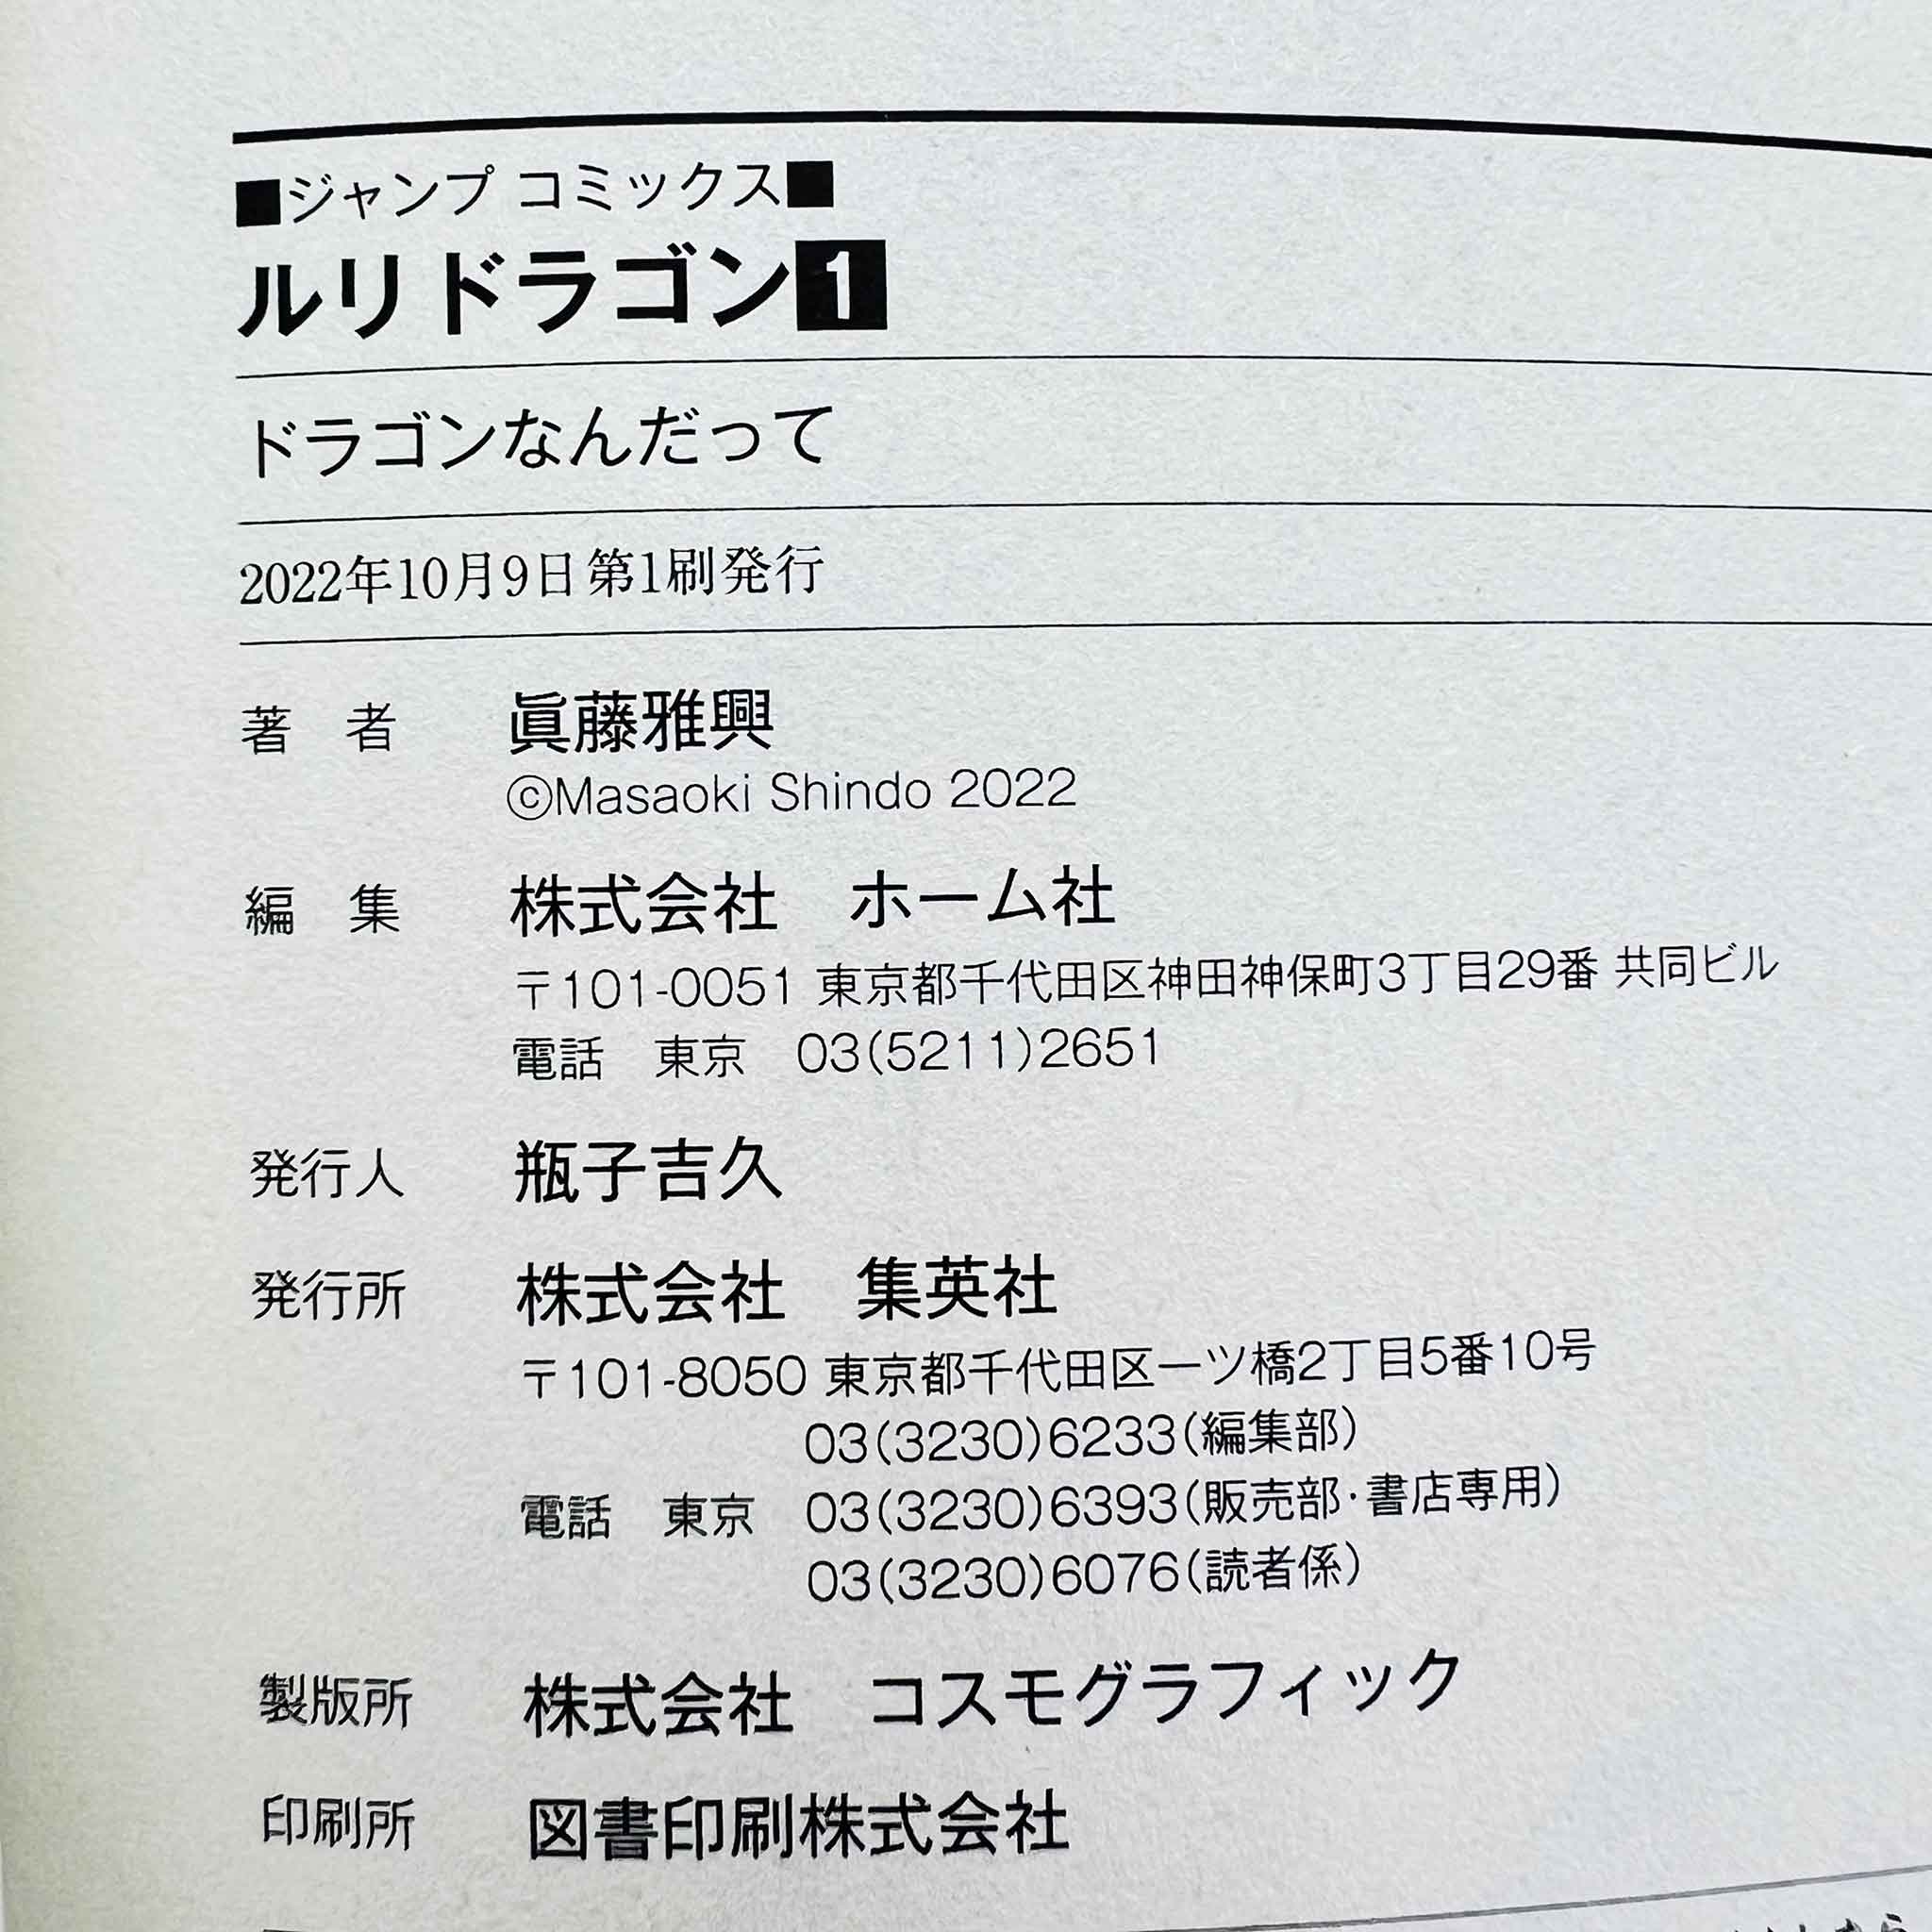 ■ジャンプ コミックス■
ルリドラゴン1
ドラゴンなんだって
2022年10月9日第1刷発行
著 者 眞藤雅興
©Masaoki Shindo 2022
編 集 株式会社 ホーム社
〒101-0051 東京都千代田区神田神保町3丁目29番 共同ビル
電話 東京 03(5211)2651
発行人 瓶子吉久
発行所 株式会社 集英社
〒101-8050 東京都千代田区一ツ橋2丁目5番10号
03(3230)6233(編集部)
電話 東京 03(3230)6393(販売部·書店専用)
03(3230)6076(読者係)
製版所 株式会社 コスモグラフィック
印刷所 図書印刷株式会社